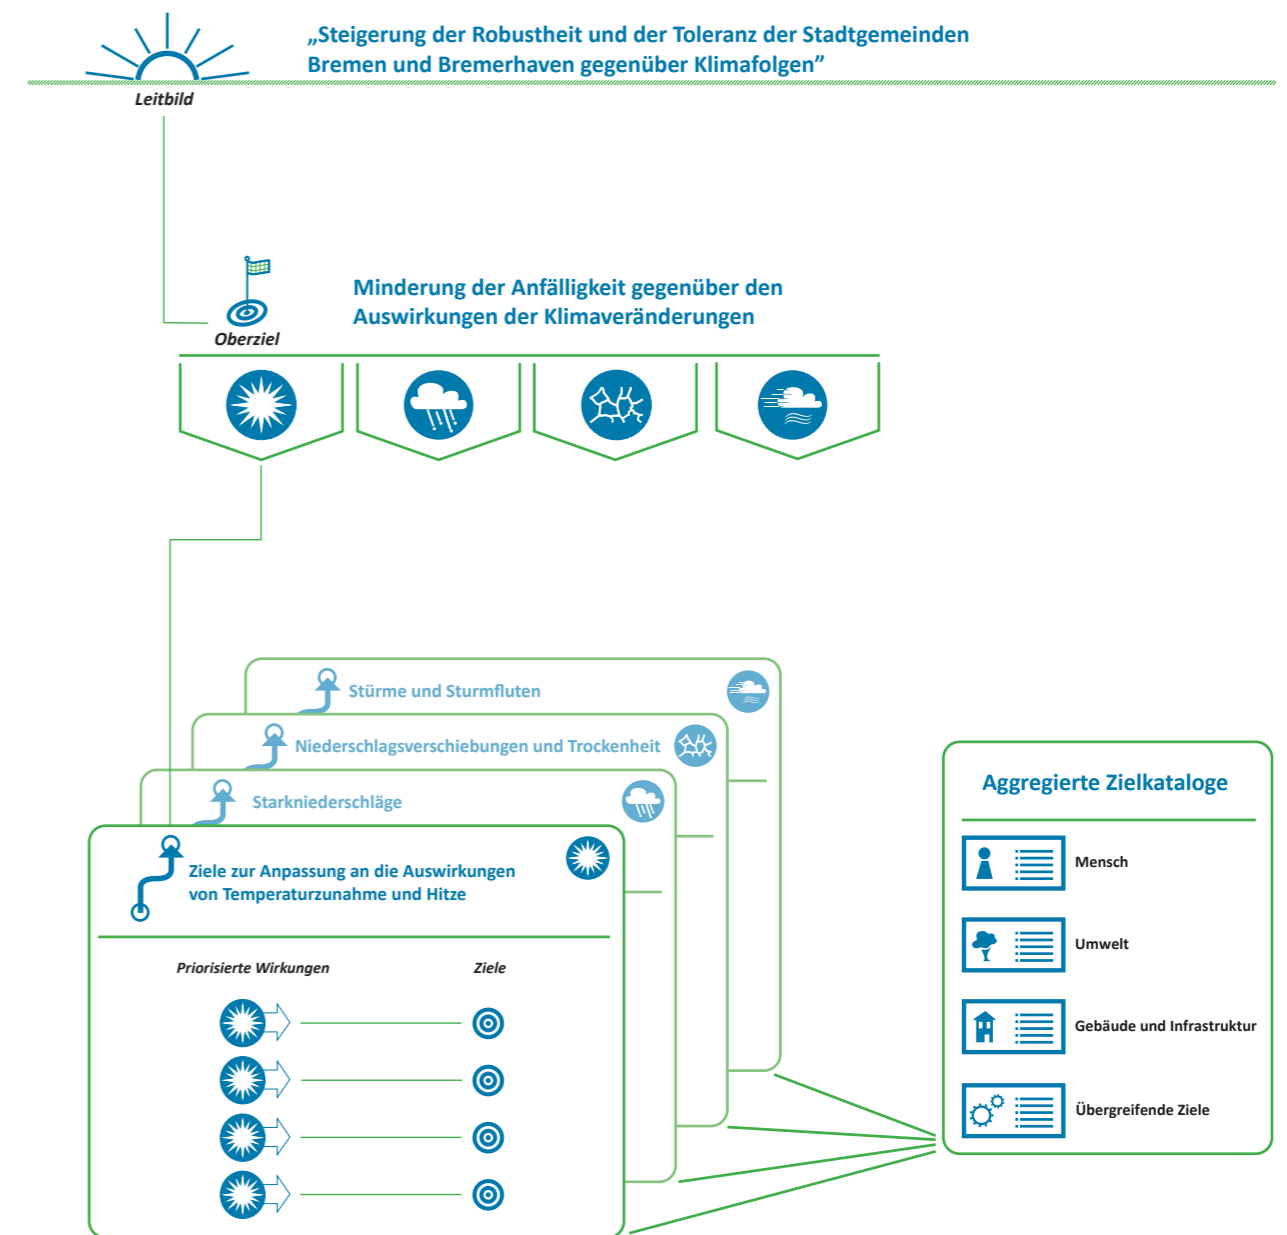 „Steigerung der Robustheit und der Toleranz der Stadtgemeinden
Bremen und Bremerhaven gegenüber Klimafolgen”
Leitbild
Minderung der Anfälligkeit gegenüber den
Auswirkungen der Klimaveränderungen
Oberziel
Stürme und Sturmfluten
Niederschlagsverschiebungen und Trockenheit
Starkniederschläge
Ziele zur Anpassung an die Auswirkungen
von Temperaturzunahme und Hitze
Priorisierte Wirkungen
Ziele
Aggregierte Zielkataloge
Mensch
Umwelt
Gebäude und Infrastruktur
Übergreifende Ziele